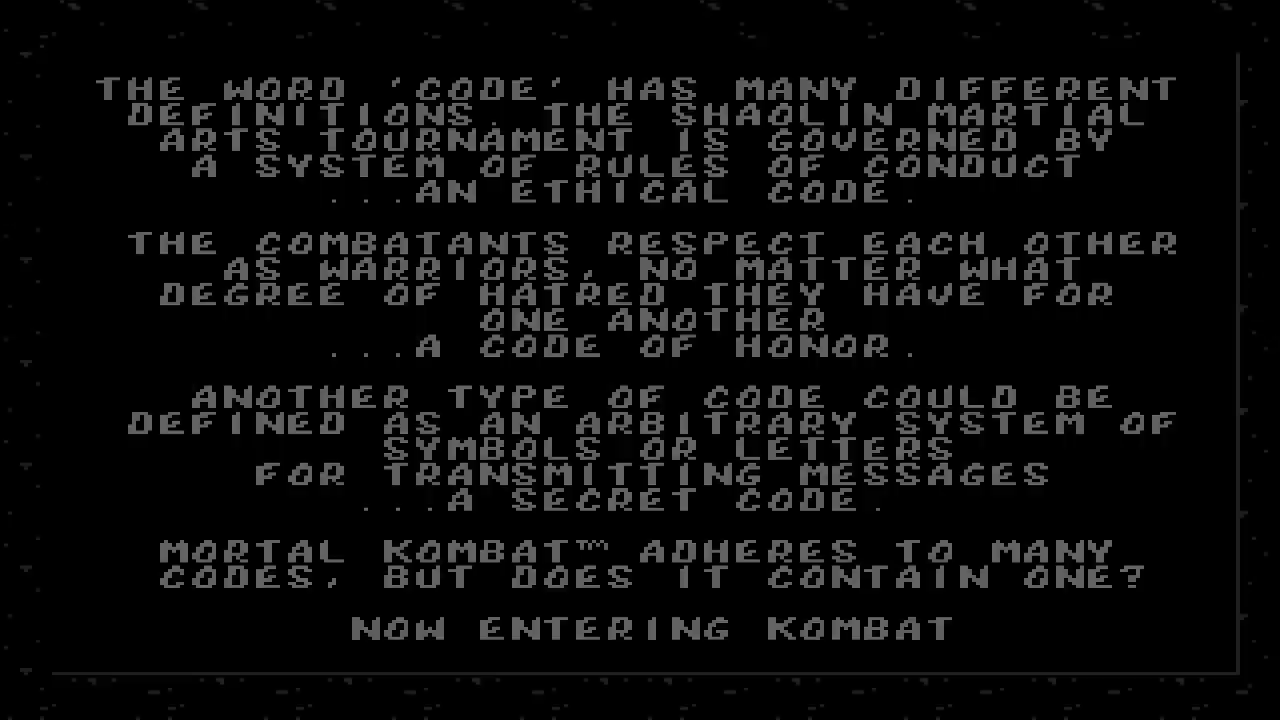 THE WORD 'CODE' HAS MANY DIFFERENT
DEFINITIONS. THE SHAOLIN MARTIAL
ARTS TOURNAMENT IS GOVERNED BY
A SYSTEM OF RULES OF CONDUCT
...AN ETHICAL CODE.
THE COMBATANTS RESPECT EACH OTHER
AS WARRIORS, NO MATTER WHAT
DEGREE OF HATRED THEY HAVE FOR
ONE ANOTHER
...A CODE OF HONOR.
ANOTHER TYPE OF CODE COULD BE
DEFINED AS AN ARBITRARY SYSTEM OF
SYMBOLS OR LETTERS
FOR TRANSMITTING MESSAGES
...A SECRET CODE.
MORTAL KOMBAT™ ADHERES TO MANY
CODES, BUT DOES IT CONTAIN ONE?
NOW ENTERING KOMBAT